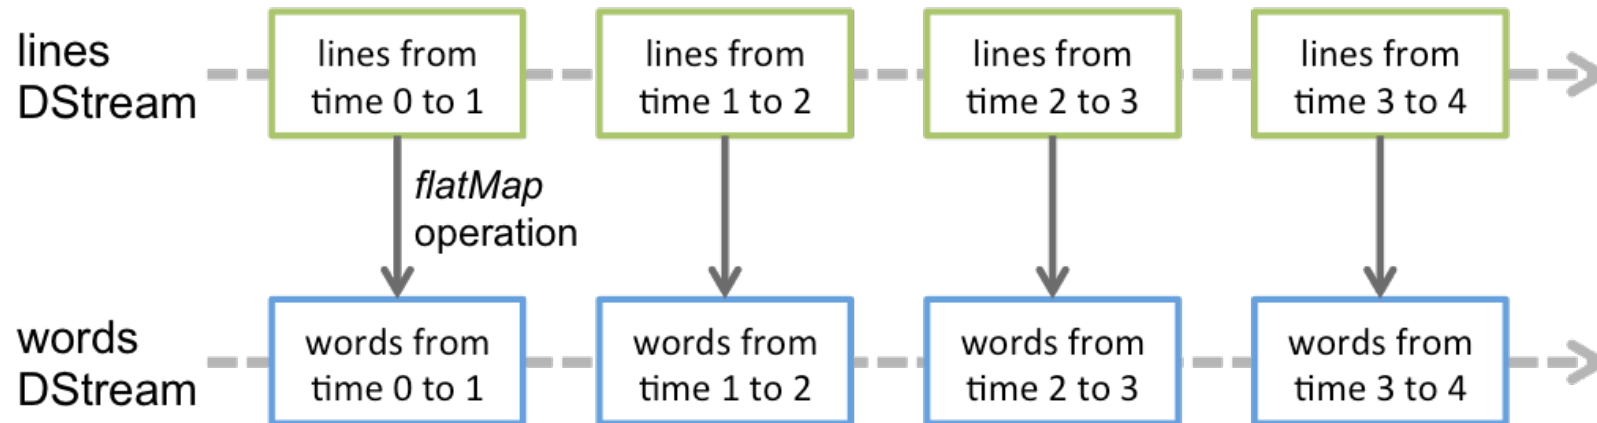 lines
DStream
lines from
time 0 to 1
lines from
time 1 to 2
lines from
time 2 to 3
lines from
time 3 to 4
flatMap
operation
words
DStream
words from
time 0 to 1
words from
time 1 to 2
words from
time 2 to 3
words from
time 3 to 4